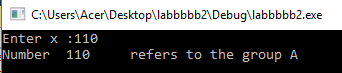 C:\Users\Acer\Desktop\labbbbb2\Debug\labbbbb2.exe
Enter x :110
Number  110     refers to the group A